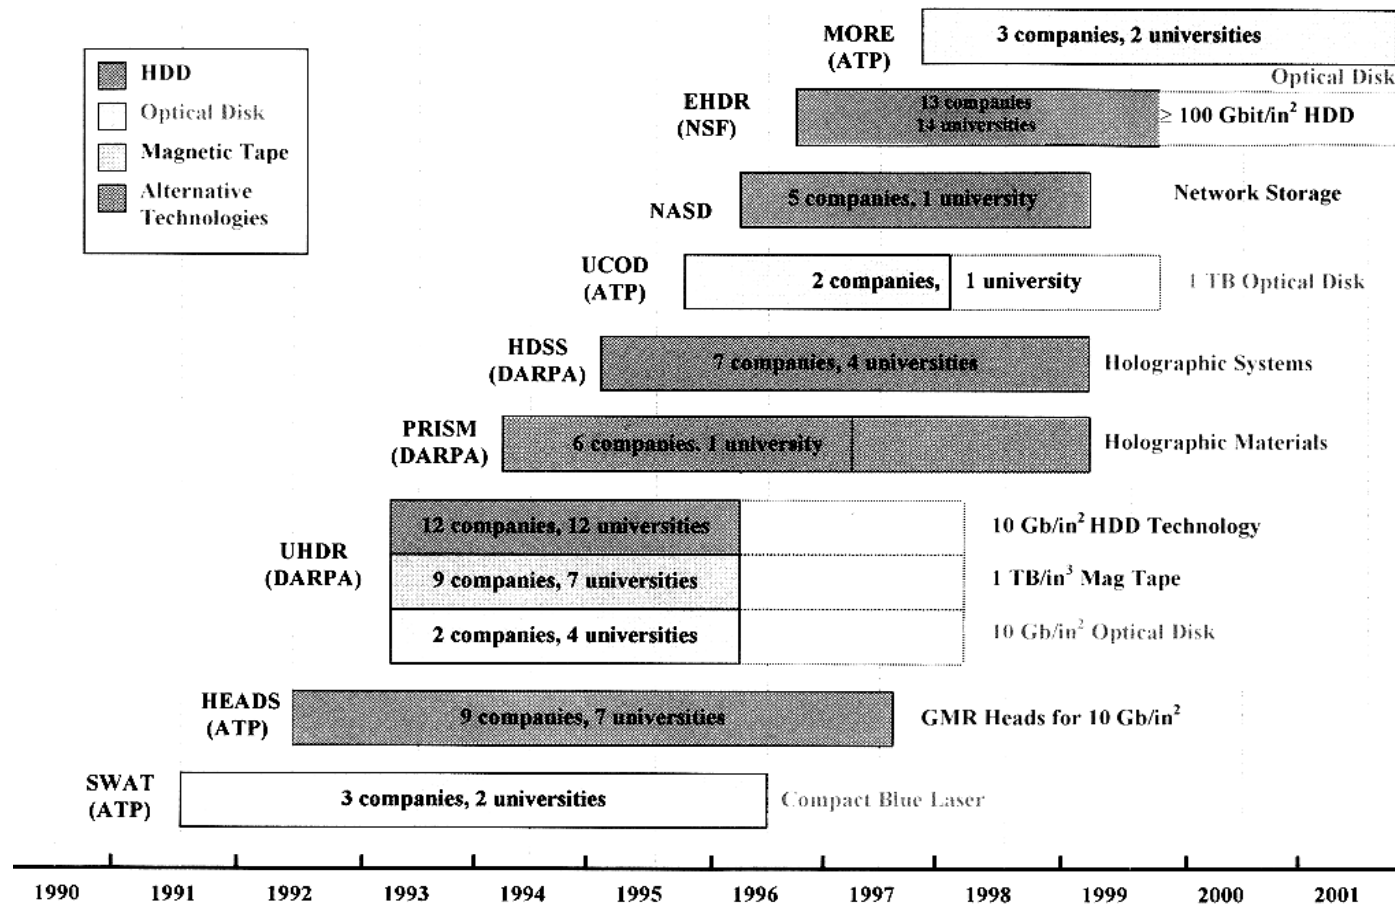 HDD
Optical Disk
Magnetic Tape
Alternative
Technologies
MORE
(ATP)
3 companies, 2 universities
Optical Disk
EHDR
(NSF)
13 companies
14 universities
≥ 100 Gbit/in² HDD
NASD
5 companies, 1 university
Network Storage
UCOD
(ATP)
2 companies, 1 university
1 TB Optical Disk
HDSS
(DARPA)
7 companies, 4 universities
Holographic Systems
PRISM
(DARPA)
6 companies, 1 university
Holographic Materials
UHDR
(DARPA)
12 companies, 12 universities
10 Gb/in² HDD Technology
9 companies, 7 universities
1 TB/in³ Mag Tape
2 companies, 4 universities
10 Gb/in² Optical Disk
HEADS
(ATP)
9 companies, 7 universities
GMR Heads for 10 Gb/in²
SWAT
(ATP)
3 companies, 2 universities
Compact Blue Laser
1990 1991 1992 1993 1994 1995 1996 1997 1998 1999 2000 2001